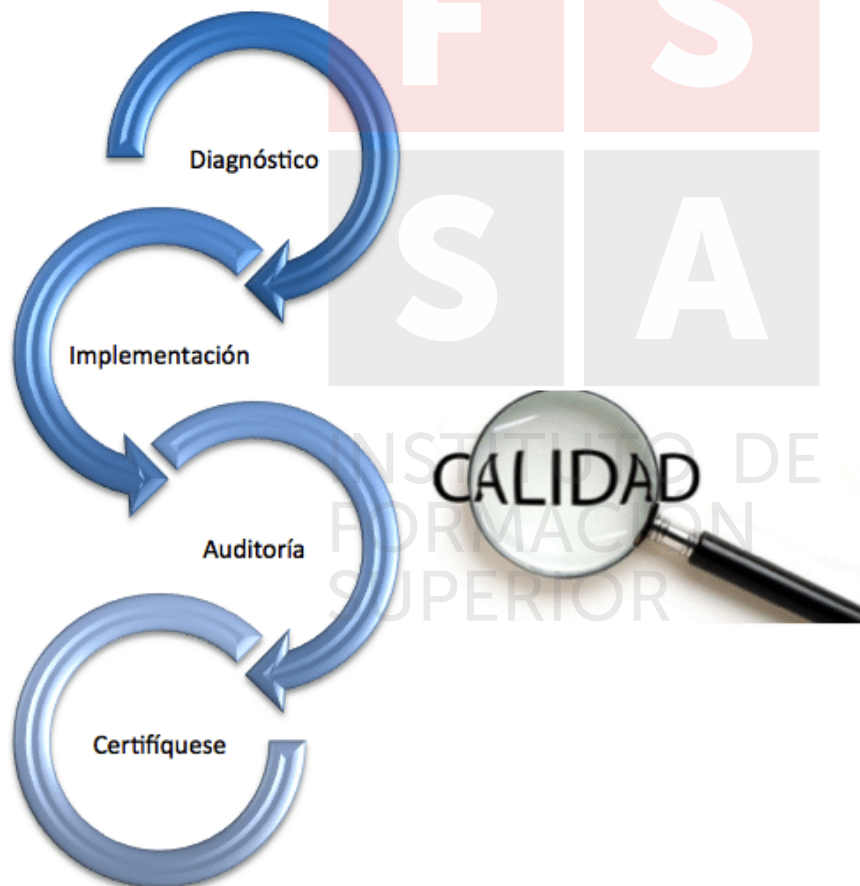 F S
S A
Diagnóstico
Implementación
Auditoría
Certifíquese
CALIDAD
INSTITUTO DE
FORMACIÓN
SUPERIOR